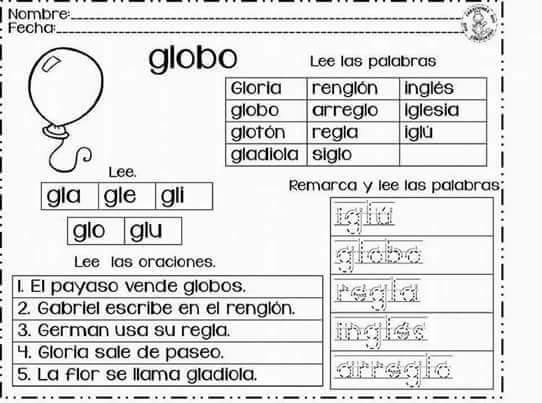 Nombre:
Fecha:
globo
Lee las palabras
Gloria renglón inglés
globo arreglo iglesia
glotón regla iglú
gladiola siglo
Lee.
gla gle gli
glo glu
Remarca y lee las palabras
iglú
globo
regla
inglés
arreglo
Lee las oraciones.
1. El payaso vende globos.
2. Gabriel escribe en el renglón.
3. German usa su regla.
4. Gloria sale de paseo.
5. La flor se llama gladiola.